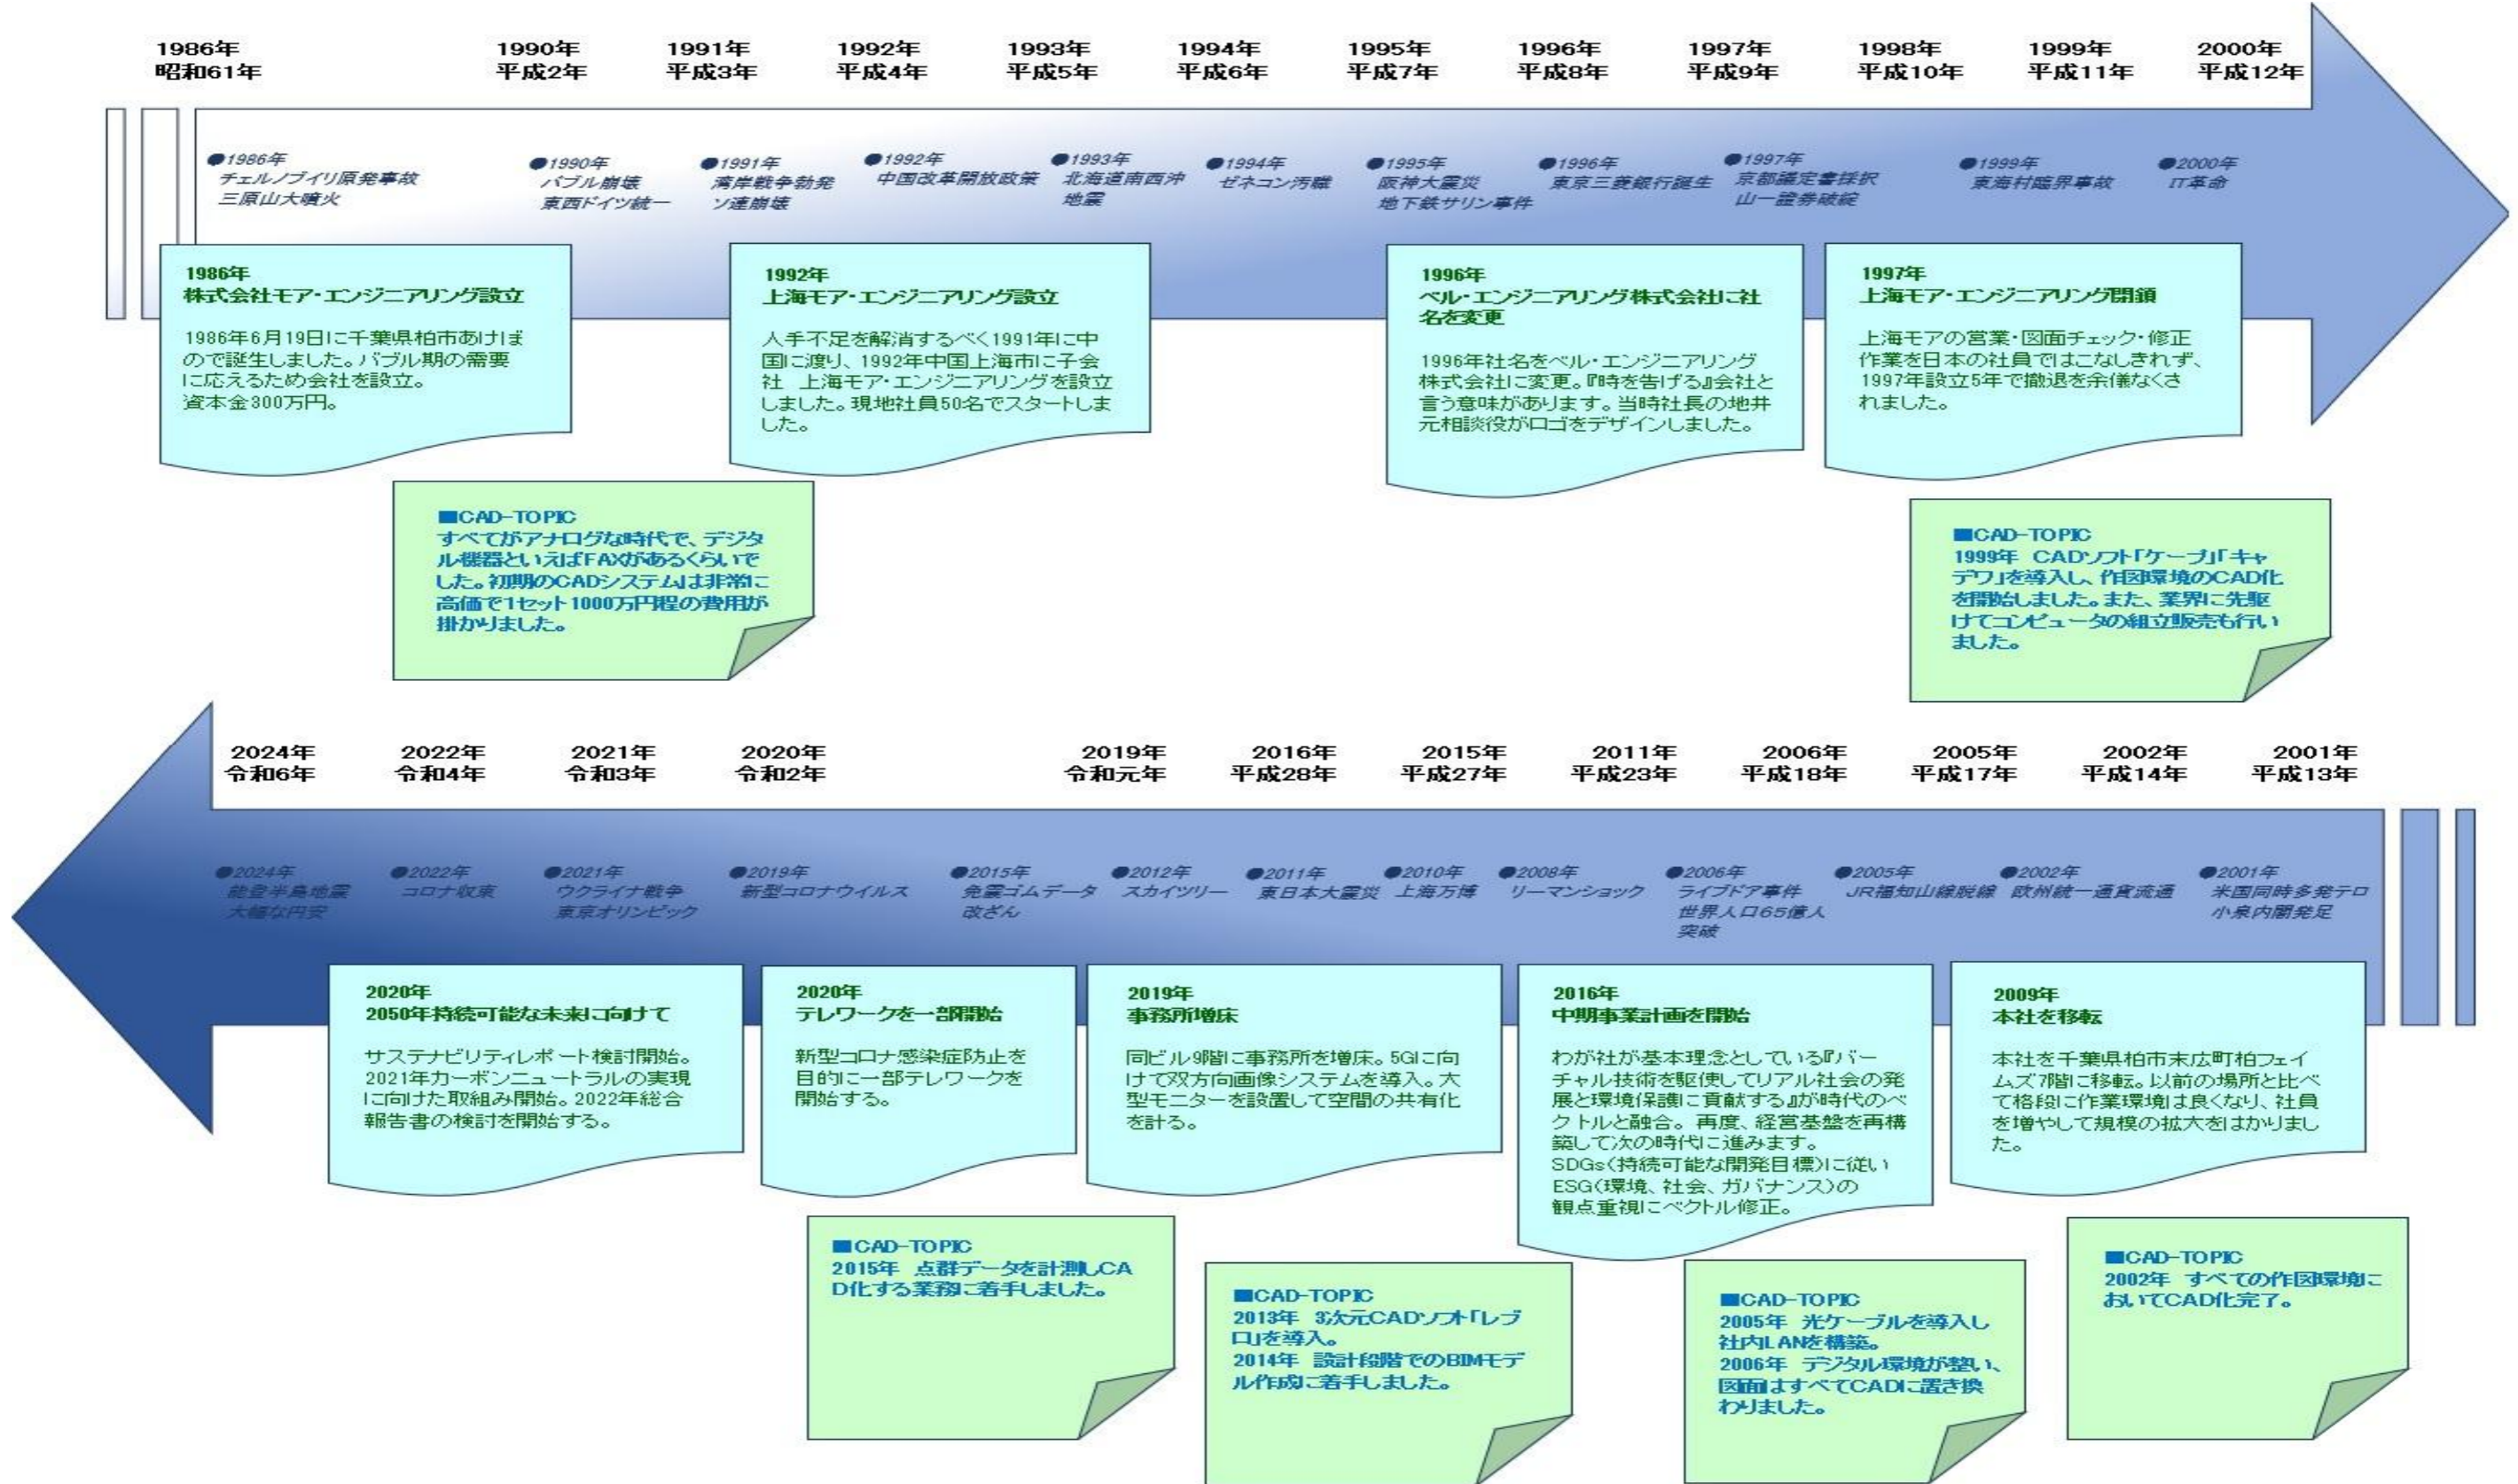 1986年
昭和61年
1990年
平成2年
1991年
平成3年
1992年
平成4年
1993年
平成5年
1994年
平成6年
1995年
平成7年
1996年
平成8年
1997年
平成9年
1998年
平成10年
1999年
平成11年
2000年
平成12年
●1986年
チェルノブイリ原発事故
三原山大噴火
●1990年
バブル崩壊
東西ドイツ統一
●1991年
湾岸戦争勃発
ソ連崩壊
●1992年
中国改革開放政策
●1993年
北海道南西沖
地震
●1994年
ゼネコン汚職
●1995年
阪神大震災
地下鉄サリン事件
●1996年
東京三菱銀行誕生
●1997年
京都議定書採択
山一證券破綻
●1999年
東海村臨界事故
●2000年
IT革命
1986年
株式会社モア・エンジニアリング設立
1986年6月19日に千葉県柏市あけぼ
ので誕生しました。バブル期の需要
に応えるため会社を設立。
資本金300万円。
1992年
上海モア・エンジニアリング設立
人手不足を解消するべく1991年に中
国に渡り、1992年中国上海市に子会
社 上海モア・エンジニアリングを設立
しました。現地社員50名でスタートしま
した。
1996年
ベル・エンジニアリング株式会社に社
名を変更
1996年社名をベル・エンジニアリング
株式会社に変更。『時を告げる』会社と
言う意味があります。当時社長の地井
元相談役がロゴをデザインしました。
1997年
上海モア・エンジニアリング閉鎖
上海モアの営業・図面チェック・修正
作業を日本の社員ではこなしきれず、
1997年設立5年で撤退を余儀なくさ
れました。
■CAD-TOPIC
すべてがアナログな時代で、デジタ
ル機器といえばFAXがあるくらいで
した。初期のCADシステムは非常に
高価で1セット1000万円程の費用が
掛かりました。
■CAD-TOPIC
1999年 CADソフト「ケープ」「キャ
デワ」を導入し、作図環境のCAD化
を開始しました。また、業界に先駆
けてコンピュータの組立販売も行い
ました。
2024年
令和6年
2022年
令和4年
2021年
令和3年
2020年
令和2年
2019年
令和元年
2016年
平成28年
2015年
平成27年
2011年
平成23年
2006年
平成18年
2005年
平成17年
2002年
平成14年
2001年
平成13年
●2024年
能登半島地震
大幅な円安
●2022年
コロナ収束
●2021年
ウクライナ戦争
東京オリンピック
●2019年
新型コロナウイルス
●2015年
免震ゴムデータ
改ざん
●2012年
スカイツリー
●2011年
東日本大震災
●2010年
上海万博
●2008年
リーマンショック
●2006年
ライブドア事件
世界人口65億人
突破
●2005年
JR福知山線脱線
●2002年
欧州統一通貨流通
●2001年
米国同時多発テロ
小泉内閣発足
2020年
2050年持続可能な未来に向けて
サステナビリティレポート検討開始。
2021年カーボンニュートラルの実現
に向けた取組み開始。2022年総合
報告書の検討を開始する。
2020年
テレワークを一部開始
新型コロナ感染症防止を
目的に一部テレワークを
開始する。
2019年
事務所増床
同ビル9階に事務所を増床。5Gに向
けて双方向画像システムを導入。大
型モニターを設置して空間の共有化
を計る。
2016年
中期事業計画を開始
わが社が基本理念としている『バー
チャル技術を駆使してリアル社会の発
展と環境保護に貢献する』が時代のベ
クトルと融合。再度、経営基盤を再構
築して次の時代に進みます。
SDGs(持続可能な開発目標)に従い
ESG(環境、社会、ガバナンス)の
観点重視にベクトル修正。
2009年
本社を移転
本社を千葉県柏市末広町柏フェイ
ムズ7階に移転。以前の場所と比べ
て格段に作業環境は良くなり、社員
を増やして規模の拡大をはかりまし
た。
■CAD-TOPIC
2015年 点群データを計測しCA
D化する業務に着手しました。
■CAD-TOPIC
2013年 3次元CADソフト「レブ
ロ」を導入。
2014年 設計段階でのBIMモデ
ル作成に着手しました。
■CAD-TOPIC
2005年 光ケーブルを導入し
社内LANを構築。
2006年 デジタル環境が整い、
図面はすべてCADに置き換
わりました。
■CAD-TOPIC
2002年 すべての作図環境に
おいてCAD化完了。